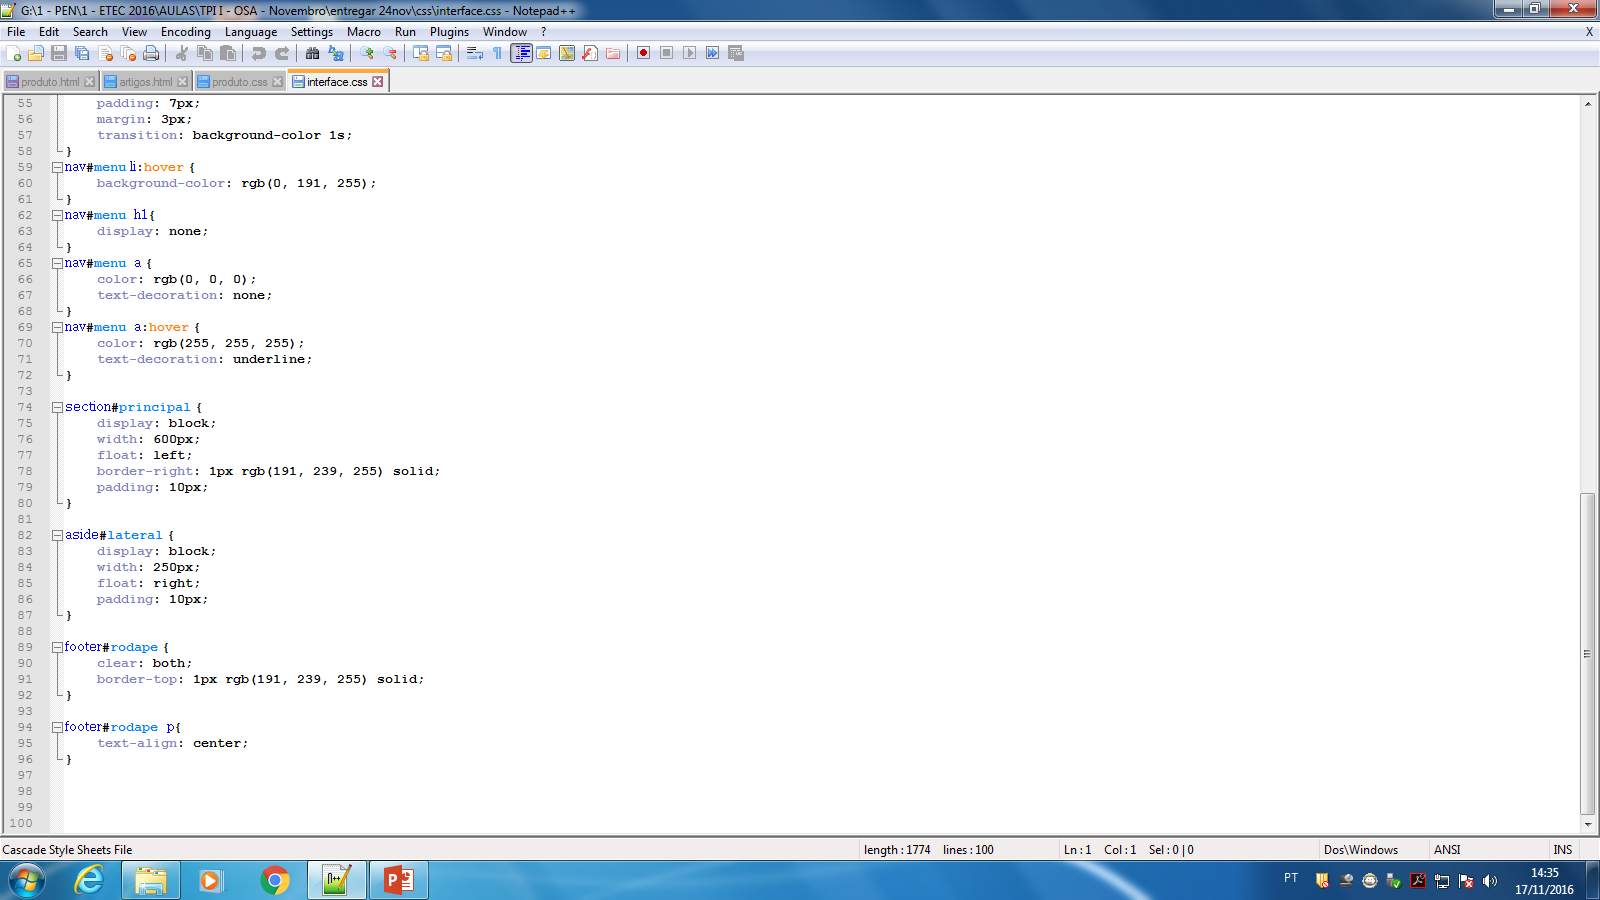 G:\1 - PEN\1 - ETEC 2016\AULAS\TPI I - OSA - Novembro\entregar 24nov\css\interface.css - Notepad++
File Edit Search View Encoding Language Settings Macro Run Plugins Window ? X
produto.html artigos.html produto.css interface.css
55 padding: 7px;
56 margin: 3px;
57 transition: background-color 1s;
58 }
59 nav#menu li:hover {
60 background-color: rgb(0, 191, 255);
61 }
62 nav#menu h1{
63 display: none;
64 }
65 nav#menu a {
66 color: rgb(0, 0, 0);
67 text-decoration: none;
68 }
69 nav#menu a:hover {
70 color: rgb(255, 255, 255);
71 text-decoration: underline;
72 }
73
74 section#principal {
75 display: block;
76 width: 600px;
77 float: left;
78 border-right: 1px rgb(191, 239, 255) solid;
79 padding: 10px;
80 }
81
82 aside#lateral {
83 display: block;
84 width: 250px;
85 float: right;
86 padding: 10px;
87 }
88
89 footer#rodape {
90 clear: both;
91 border-top: 1px rgb(191, 239, 255) solid;
92 }
93
94 footer#rodape p{
95 text-align: center;
96 }
97
98
99
100
Cascade Style Sheets File length : 1774 lines : 100 Ln : 1 Col : 1 Sel : 0 | 0 Dos\Windows ANSI INS
PT 14:35
17/11/2016